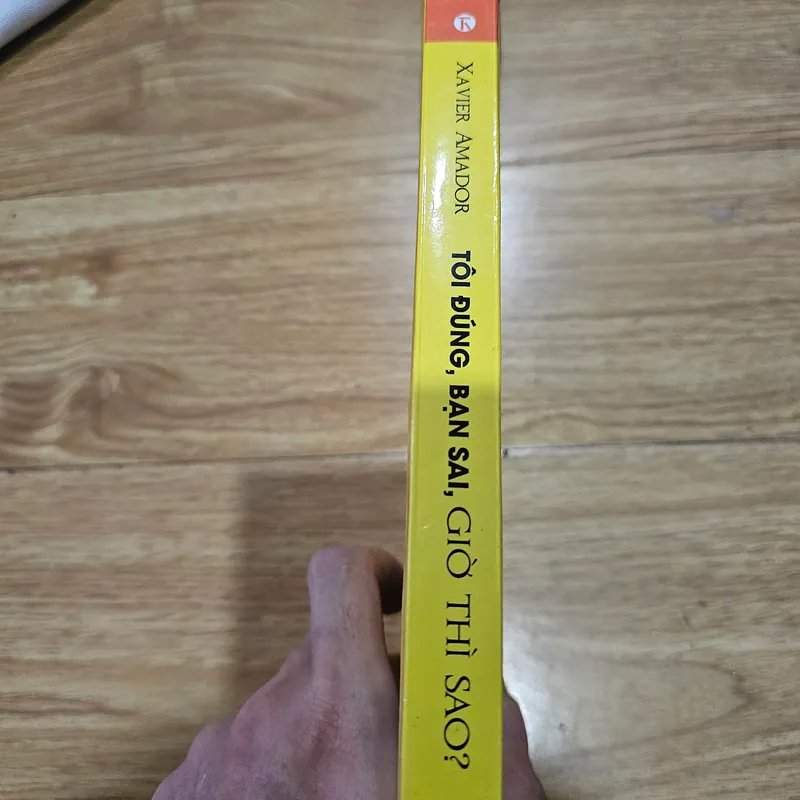 XAVIER AMADOR
TÔI ĐÚNG, BẠN SAI, GIỜ THÌ SAO?